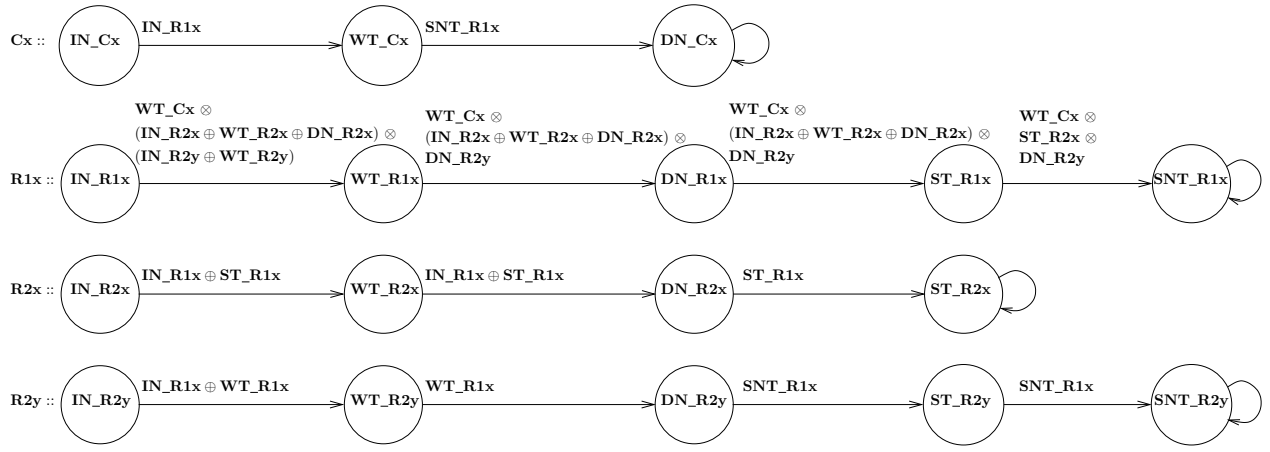 Cx :: IN_Cx IN_R1x WT_Cx SNT_R1x DN_Cx
WT_Cx ⊗
(IN_R2x ⊕ WT_R2x ⊕ DN_R2x) ⊗
(IN_R2y ⊕ WT_R2y)
WT_Cx ⊗
(IN_R2x ⊕ WT_R2x ⊕ DN_R2x) ⊗
DN_R2y
WT_Cx ⊗
(IN_R2x ⊕ WT_R2x ⊕ DN_R2x) ⊗
DN_R2y
WT_Cx ⊗
ST_R2x ⊗
DN_R2y
R1x :: IN_R1x WT_R1x DN_R1x ST_R1x SNT_R1x
IN_R1x ⊕ ST_R1x IN_R1x ⊕ ST_R1x ST_R1x
R2x :: IN_R2x WT_R2x DN_R2x ST_R2x
IN_R1x ⊕ WT_R1x WT_R1x SNT_R1x SNT_R1x
R2y :: IN_R2y WT_R2y DN_R2y ST_R2y SNT_R2y